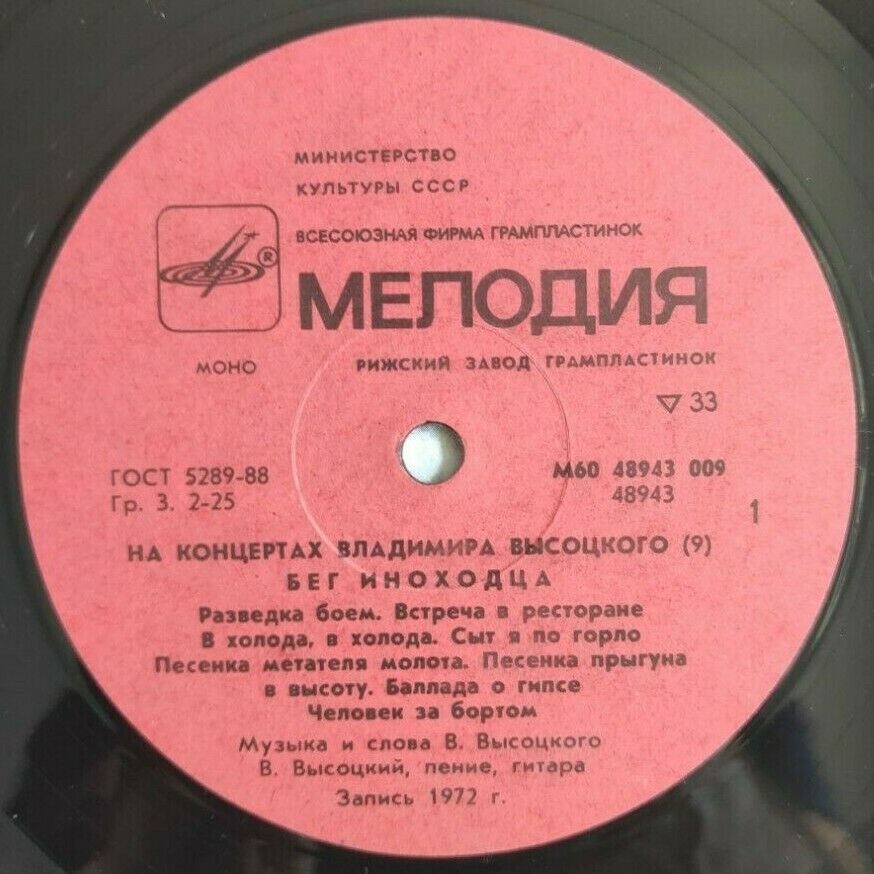 МИНИСТЕРСТВО
КУЛЬТУРЫ СССР
ВСЕСОЮЗНАЯ ФИРМА ГРАМПЛАСТИНОК
®
МЕЛОДИЯ
МОНО
РИЖСКИЙ ЗАВОД ГРАМПЛАСТИНОК
▽ 33
ГОСТ 5289-88
Гр. 3. 2-25
М60 48943 009
48943
1
НА КОНЦЕРТАХ ВЛАДИМИРА ВЫСОЦКОГО (9)
БЕГ ИНОХОДЦА
Разведка боем. Встреча в ресторане
В холода, в холода. Сыт я по горло
Песенка метателя молота. Песенка прыгуна
в высоту. Баллада о гипсе
Человек за бортом
Музыка и слова В. Высоцкого
В. Высоцкий, пение, гитара
Запись 1972 г.